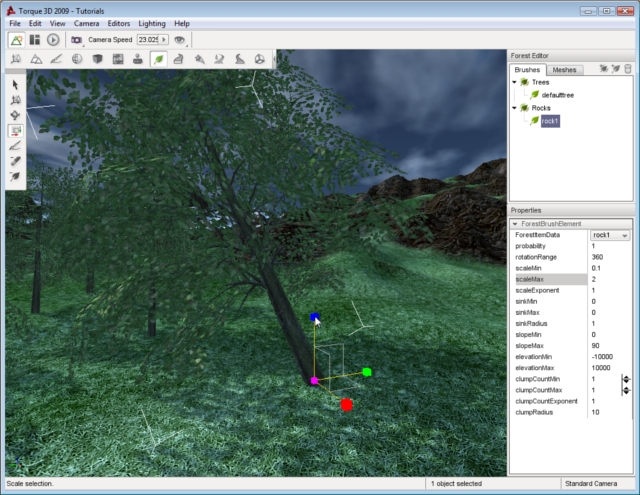 Torque 3D 2009 - Tutorials
File Edit View Camera Editors Lighting Help
Camera Speed 23.025
Forest Editor
Brushes Meshes
Trees
defaulttree
Rocks
rock1
Properties
ForestBrushElement
ForestItemData rock1
probability 1
rotationRange 360
scaleMin 0.1
scaleMax 2
scaleExponent 1
sinkMin 0
sinkMax 0
sinkRadius 1
slopeMin 0
slopeMax 90
elevationMin -10000
elevationMax 10000
clumpCountMin 1
clumpCountMax 1
clumpCountExponent 1
clumpRadius 10
Scale selection. 1 object selected Standard Camera